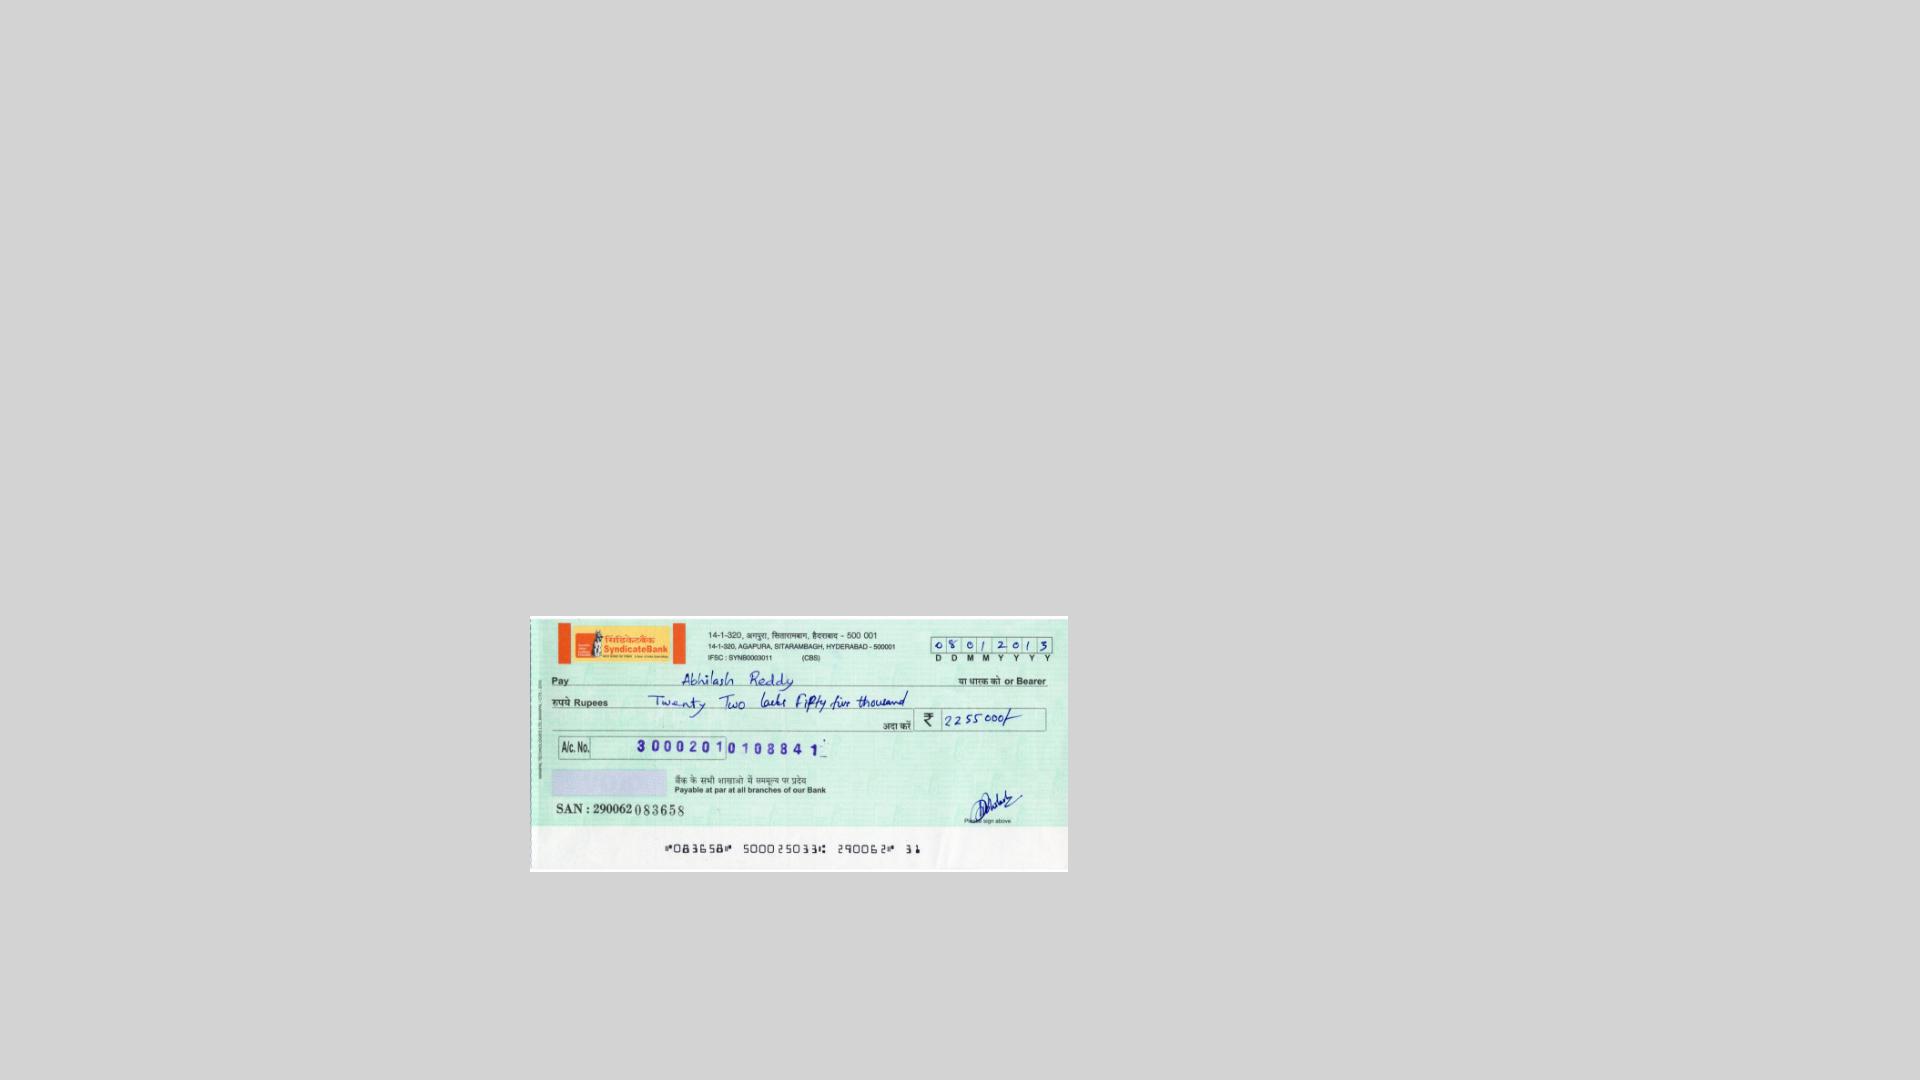 सिंडिकेटबैंक
SyndicateBank
14-1-320, अगपुरा, सितारामबाग, हैदराबाद - 500 001
14-1-320, AGAPURA, SITARAMBAGH, HYDERABAD - 500001
IFSC : SYNB0003011 (CBS)
0 8 0 1 2 0 1 3
D D M M Y Y Y Y
Pay Abhilash Reddy या धारक को or Bearer
रुपये Rupees Twenty Two lacks Fifty five thousand
अदा करें ₹ 2255000/-
A/c. No. 30002010108841
बैंक के सभी शाखाओ में सममूल्य पर प्रदेय
Payable at par at all branches of our Bank
SAN : 290062 083658
Please sign above
⑈083658⑈ 500025033⑆ 290062⑈ 31